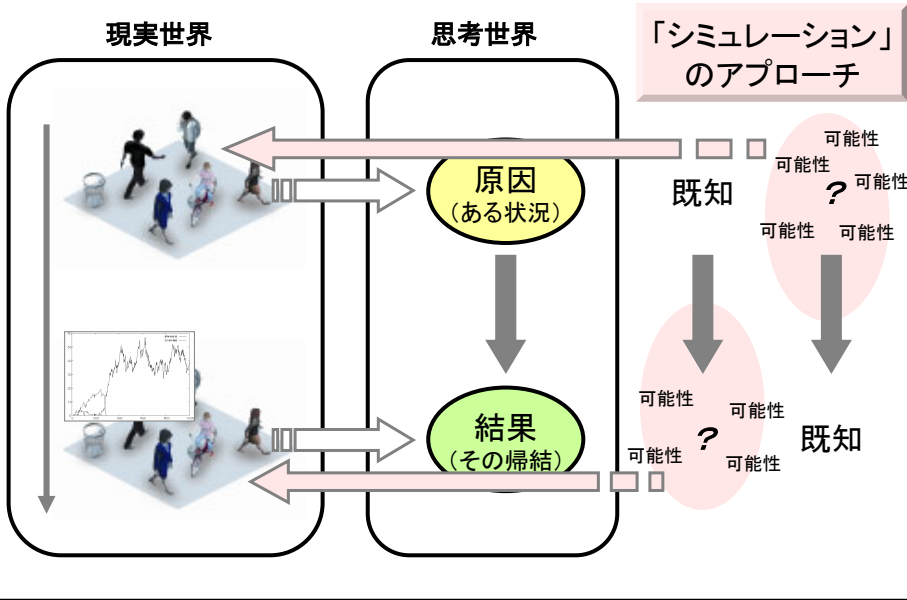 現実世界
思考世界
「シミュレーション」
のアプローチ
原因
(ある状況)
既知
可能性
可能性
?
可能性
可能性
可能性
結果
(その帰結)
可能性
可能性
?
可能性
可能性
既知